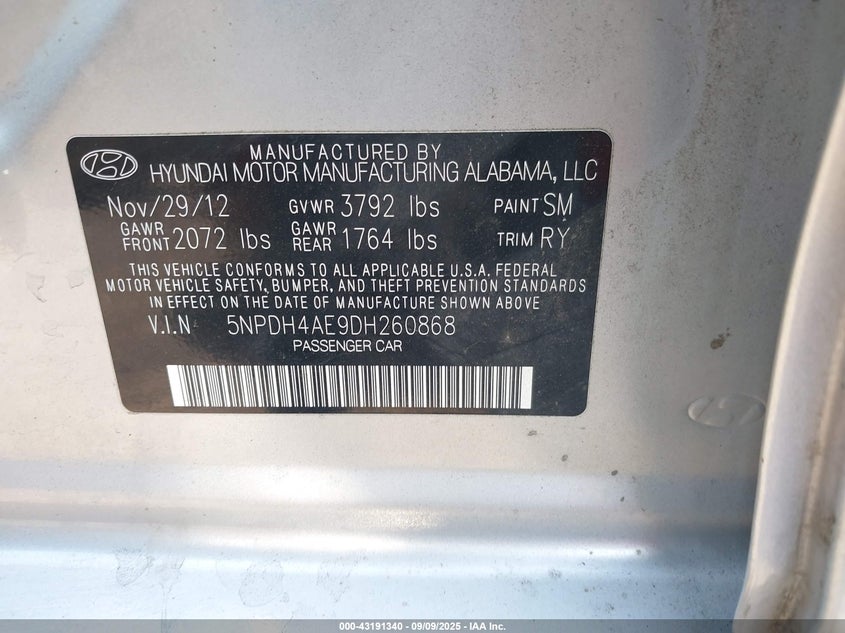 MANUFACTURED BY
HYUNDAI MOTOR MANUFACTURING ALABAMA, LLC
Nov/29/12 GVWR 3792 lbs PAINT SM
GAWR FRONT 2072 lbs GAWR REAR 1764 lbs TRIM RY
THIS VEHICLE CONFORMS TO ALL APPLICABLE U.S.A. FEDERAL
MOTOR VEHICLE SAFETY, BUMPER, AND THEFT PREVENTION STANDARDS
IN EFFECT ON THE DATE OF MANUFACTURE SHOWN ABOVE
V.I.N 5NPDH4AE9DH260868
PASSENGER CAR
000-43191340 - 09/09/2025 - IAA Inc.